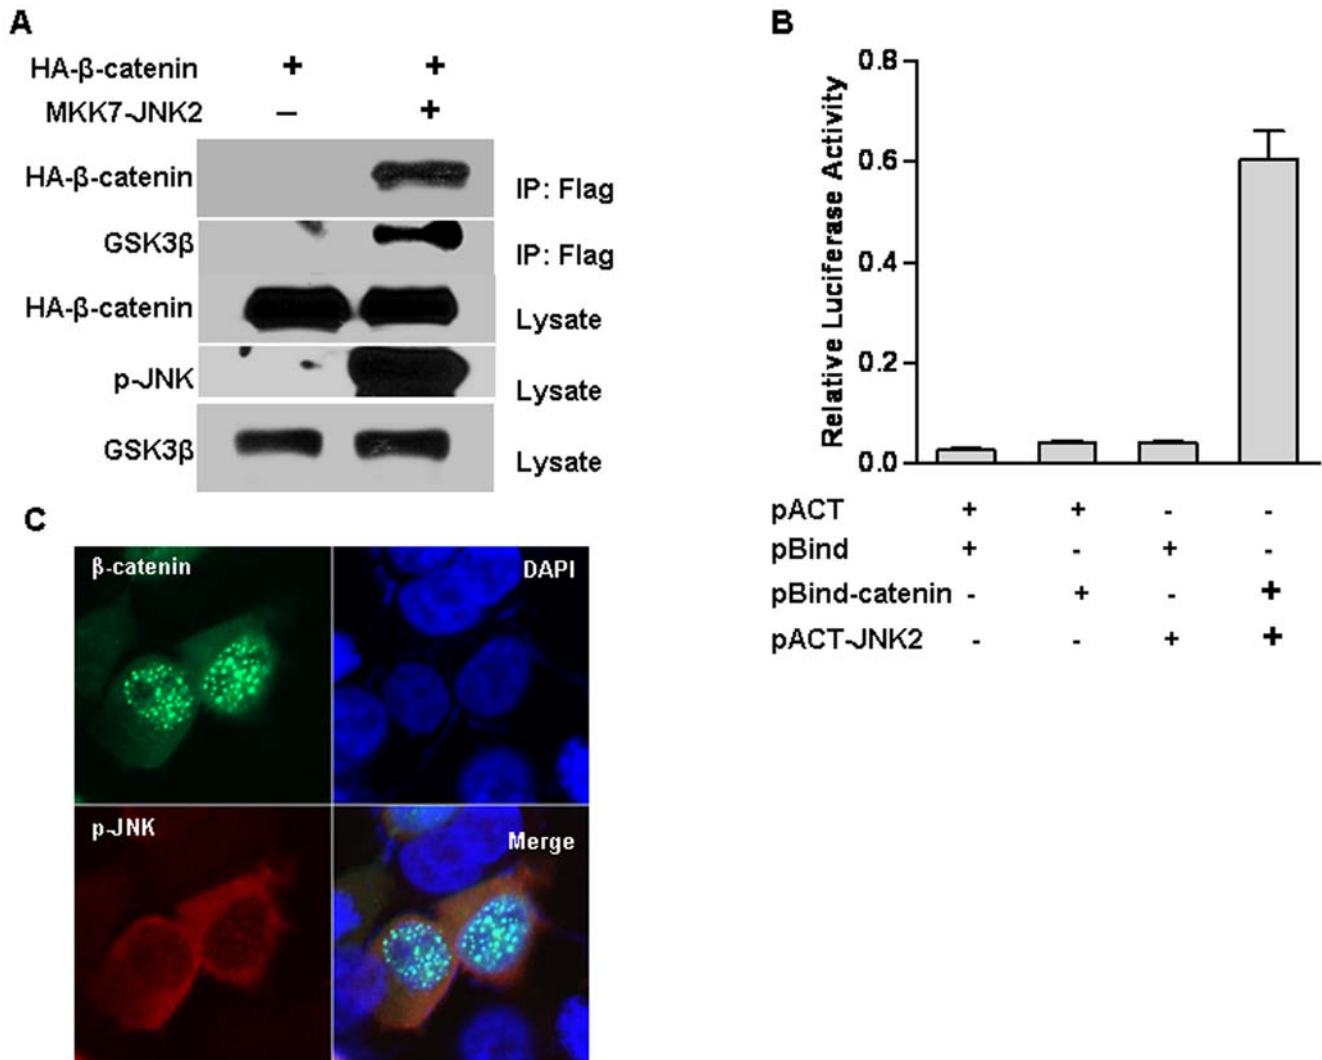 A
HA-β-catenin + +
MKK7-JNK2 – +
HA-β-catenin IP: Flag
GSK3β IP: Flag
HA-β-catenin Lysate
p-JNK Lysate
GSK3β Lysate
B
Relative Luciferase Activity
0.8
0.6
0.4
0.2
0.0
pACT + + - -
pBind + - + -
pBind-catenin - + - +
pACT-JNK2 - - + +
C
β-catenin
DAPI
p-JNK
Merge